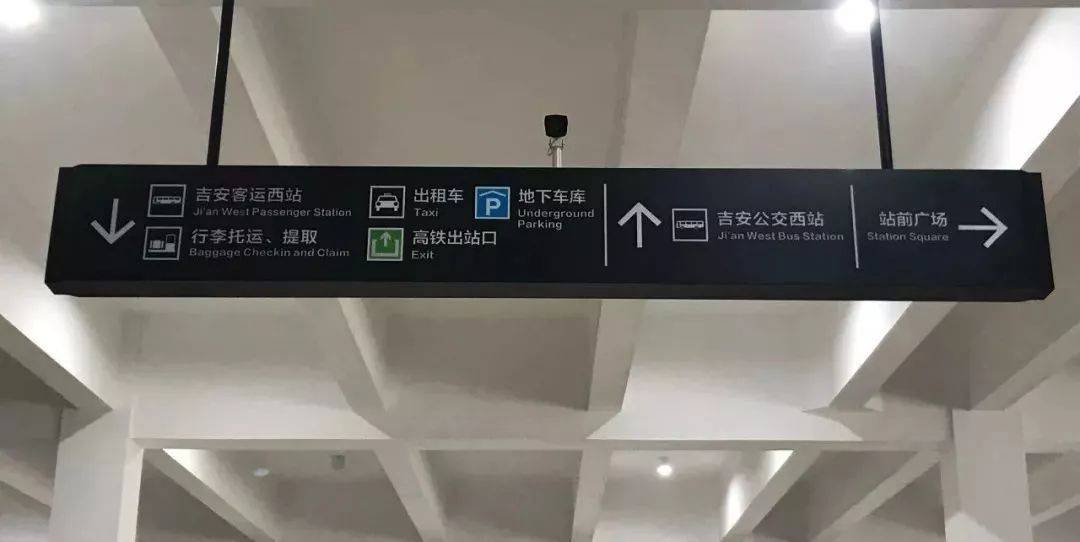 吉安客运西站
Ji'an West Passenger Station
行李托运、提取
Baggage Checkin and Claim
出租车
Taxi
高铁出站口
Exit
P
地下车库
Underground
Parking
吉安公交西站
Ji'an West Bus Station
站前广场
Station Square